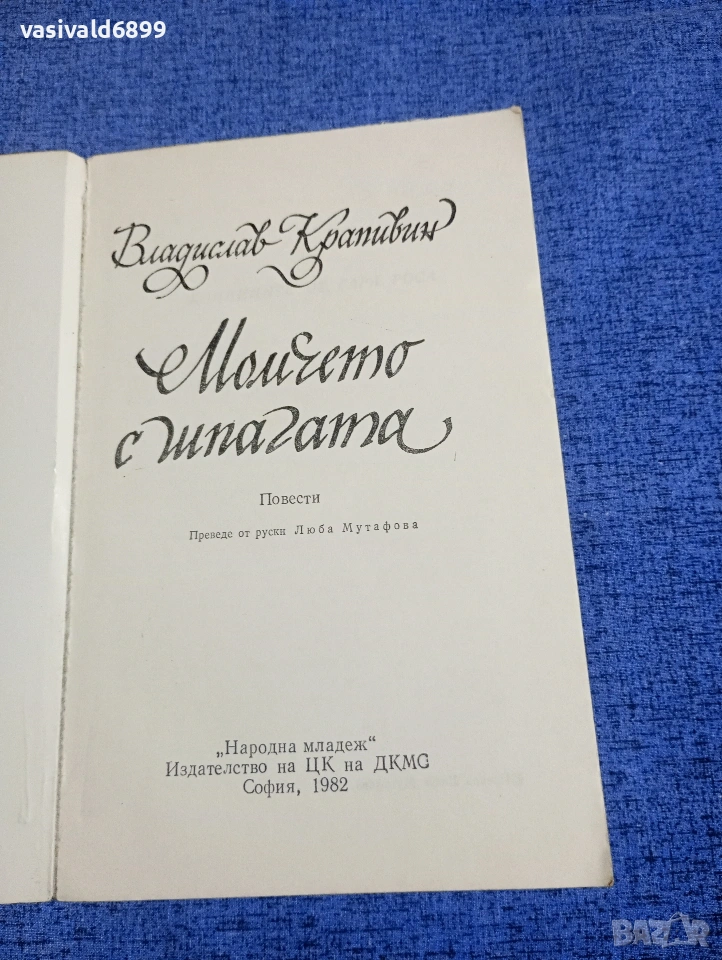 vasivald6899
Владислав Крапивин
Момчето
с шпагата
Повести
Преведе от руски Люба Мутафова
„Народна младеж“
Издателство на ЦК на ДКМС
София, 1982
BAZAR